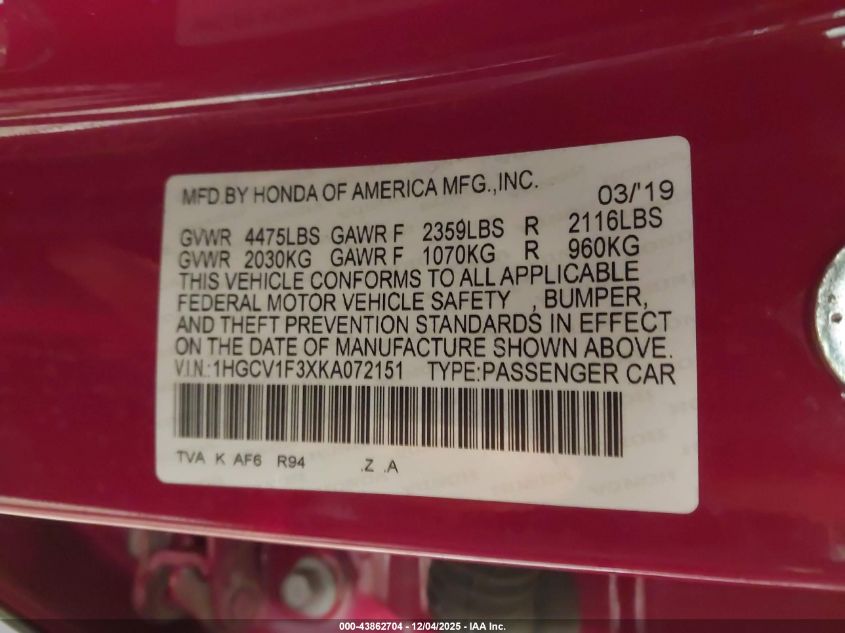 MFD.BY HONDA OF AMERICA MFG.,INC. 03/'19
GVWR 4475LBS GAWR F 2359LBS R 2116LBS
GVWR 2030KG GAWR F 1070KG R 960KG
THIS VEHICLE CONFORMS TO ALL APPLICABLE
FEDERAL MOTOR VEHICLE SAFETY , BUMPER,
AND THEFT PREVENTION STANDARDS IN EFFECT
ON THE DATE OF MANUFACTURE SHOWN ABOVE.
V.I.N.:1HGCV1F3XKA072151 TYPE:PASSENGER CAR
TVA K AF6 R94 .Z .A
000-43862704 - 12/04/2025 - IAA Inc.